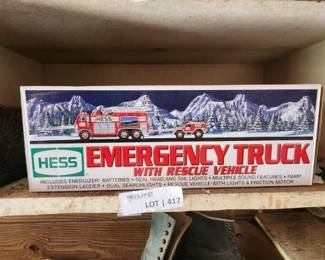 HESS
HESS
EMERGENCY TRUCK
WITH RESCUE VEHICLE
INCLUDES ENERGIZER® BATTERIES • REAL HEAD AND TAIL LIGHTS • MULTIPLE SOUND FEATURES • RAMP
EXTENSION LADDER • DUAL SEARCHLIGHTS • RESCUE VEHICLE WITH LIGHTS & FRICTION MOTOR
LOT | 417